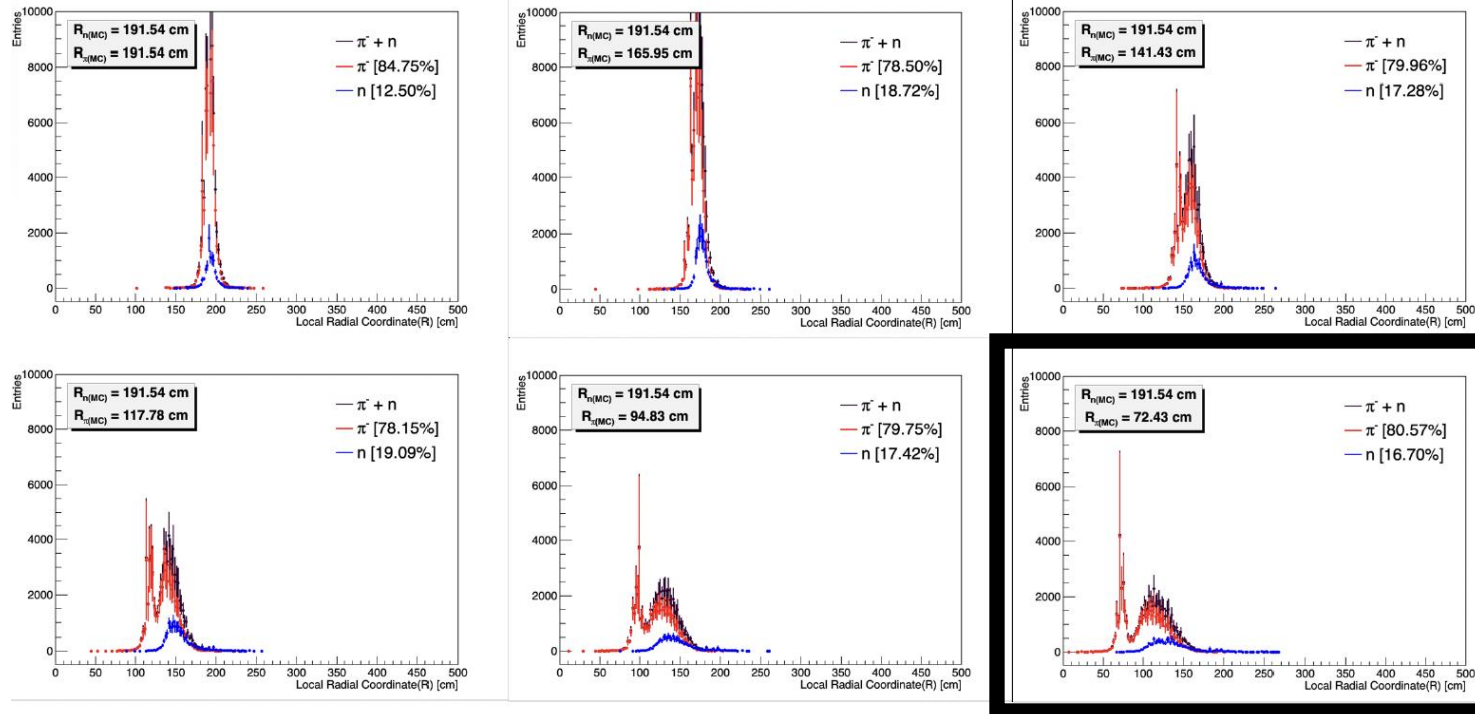 Entries
10000
8000
6000
4000
2000
0
R_n(MC) = 191.54 cm
R_π(MC) = 191.54 cm
π⁻ + n
π⁻ [84.75%]
n [12.50%]
0 50 100 150 200 250 300 350 400 450 500
Local Radial Coordinate(R) [cm]
Entries
10000
8000
6000
4000
2000
0
R_n(MC) = 191.54 cm
R_π(MC) = 165.95 cm
π⁻ + n
π⁻ [78.50%]
n [18.72%]
0 50 100 150 200 250 300 350 400 450 500
Local Radial Coordinate(R) [cm]
Entries
10000
8000
6000
4000
2000
0
R_n(MC) = 191.54 cm
R_π(MC) = 141.43 cm
π⁻ + n
π⁻ [79.96%]
n [17.28%]
0 50 100 150 200 250 300 350 400 450 500
Local Radial Coordinate(R) [cm]
Entries
10000
8000
6000
4000
2000
0
R_n(MC) = 191.54 cm
R_π(MC) = 117.78 cm
π⁻ + n
π⁻ [78.15%]
n [19.09%]
0 50 100 150 200 250 300 350 400 450 500
Local Radial Coordinate(R) [cm]
Entries
10000
8000
6000
4000
2000
0
R_n(MC) = 191.54 cm
R_π(MC) = 94.83 cm
π⁻ + n
π⁻ [79.75%]
n [17.42%]
0 50 100 150 200 250 300 350 400 450 500
Local Radial Coordinate(R) [cm]
Entries
10000
8000
6000
4000
2000
0
R_n(MC) = 191.54 cm
R_π(MC) = 72.43 cm
π⁻ + n
π⁻ [80.57%]
n [16.70%]
0 50 100 150 200 250 300 350 400 450 500
Local Radial Coordinate(R) [cm]